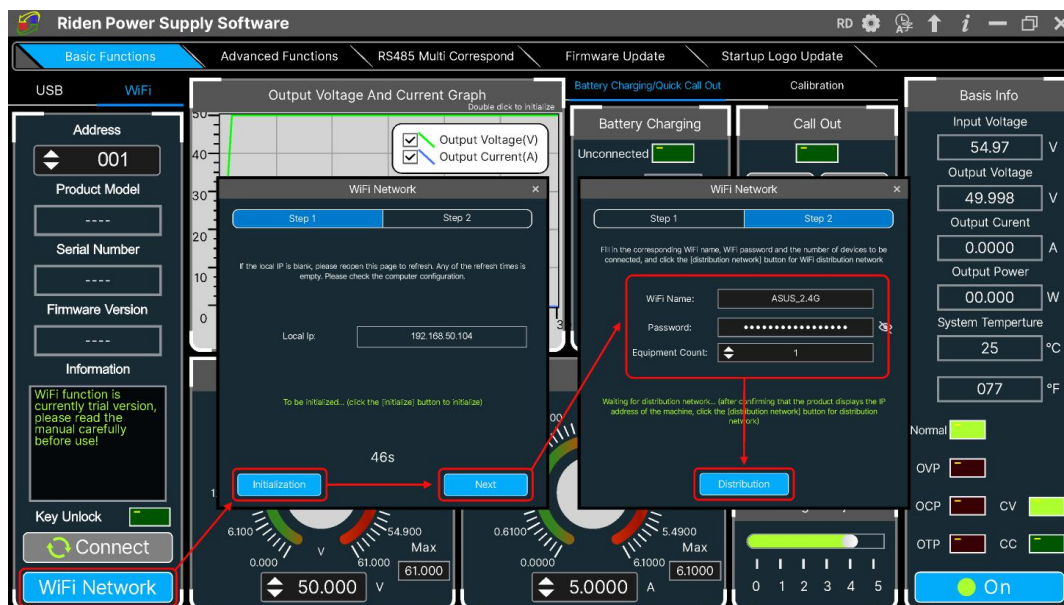 Riden Power Supply Software
RD
Basic Functions
Advanced Functions
RS485 Multi Correspond
Firmware Update
Startup Logo Update
USB
WiFi
Address
001
Product Model
----
Serial Number
----
Firmware Version
----
Information
WiFi function is
currently trial version,
please read the
manual carefully
before use!
Key Unlock
Connect
WiFi Network
Output Voltage And Current Graph
Double click to Initialize
50
40
30
20
10
0
3
Output Voltage(V)
Output Current(A)
WiFi Network
×
Step 1
Step 2
If the local IP is blank, please reopen this page to refresh. Any of the refresh times is
empty. Please check the computer configuration.
Local Ip:
192.168.50.104
To be initialized... (click the [initialize] button to initialize)
46s
Initialization
Next
6.1000
54.900
0.000
V
61.000
Max
61.000
50.000
V
Battery Charging/Quick Call Out
Calibration
Battery Charging
Unconnected
Call Out
WiFi Network
×
Step 1
Step 2
Fill in the corresponding WiFi name, WiFi password and the number of devices to be
connected, and click the [distribution network] button for WiFi distribution network
WiFi Name:
ASUS_2.4G
Password:
•••••••••••••••••
Equipment Count:
1
Waiting for distribution network... (after confirming that the product displays the IP
address of the machine, click the [distribution network] button for distribution
network)
Distribution
0.6100
5.4900
0.0000
A
6.1000
Max
6.1000
5.0000
A
0 1 2 3 4 5
Basis Info
Input Voltage
54.97 V
Output Voltage
49.998 V
Output Curent
0.0000 A
Output Power
00.000 W
System Temperture
25 °C
077 °F
Normal
OVP
OCP
CV
OTP
CC
On